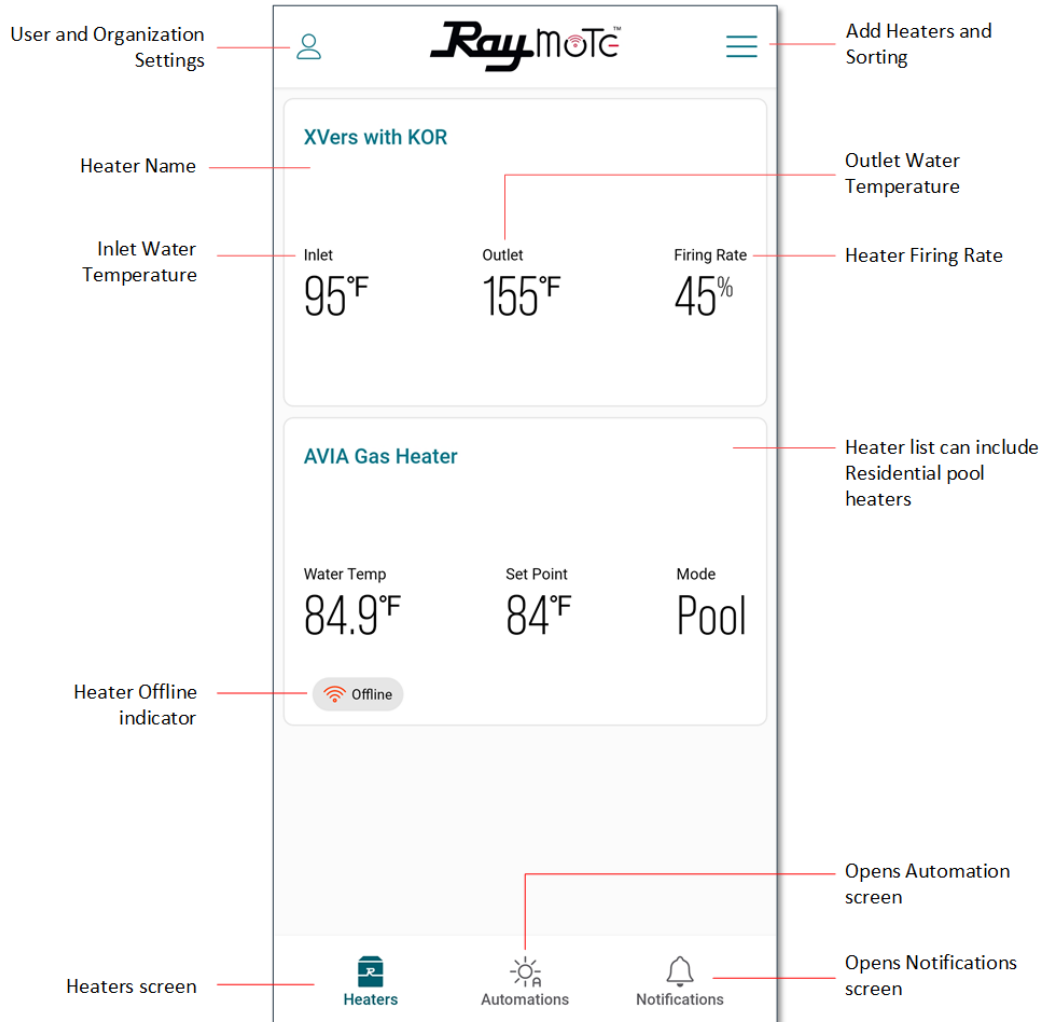 User and Organization
Settings
RaymoTe™
Add Heaters and
Sorting
XVers with KOR
Heater Name
Outlet Water
Temperature
Inlet Water
Temperature
Inlet
95°F
Outlet
155°F
Firing Rate
45%
Heater Firing Rate
AVIA Gas Heater
Heater list can include
Residential pool
heaters
Water Temp
84.9°F
Set Point
84°F
Mode
Pool
Heater Offline
indicator
Offline
Opens Automation
screen
Heaters screen
R
Heaters
A
Automations
Notifications
Opens Notifications
screen